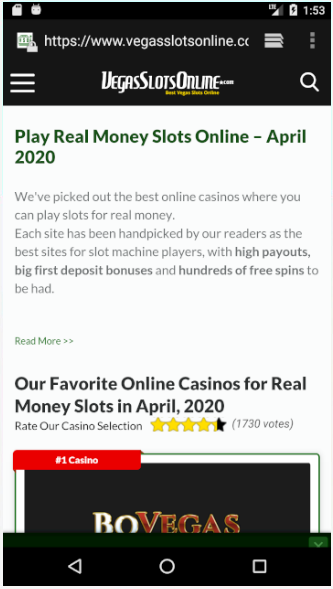 1:53
https://www.vegasslotsonline.cc
VegasSlotsOnline.com
Best Vegas Slots Online
Play Real Money Slots Online – April
2020
We've picked out the best online casinos where you
can play slots for real money.
Each site has been handpicked by our readers as the
best sites for slot machine players, with high payouts,
big first deposit bonuses and hundreds of free spins to
be had.
Read More >>
Our Favorite Online Casinos for Real
Money Slots in April, 2020
Rate Our Casino Selection (1730 votes)
#1 Casino
BOVEGAS